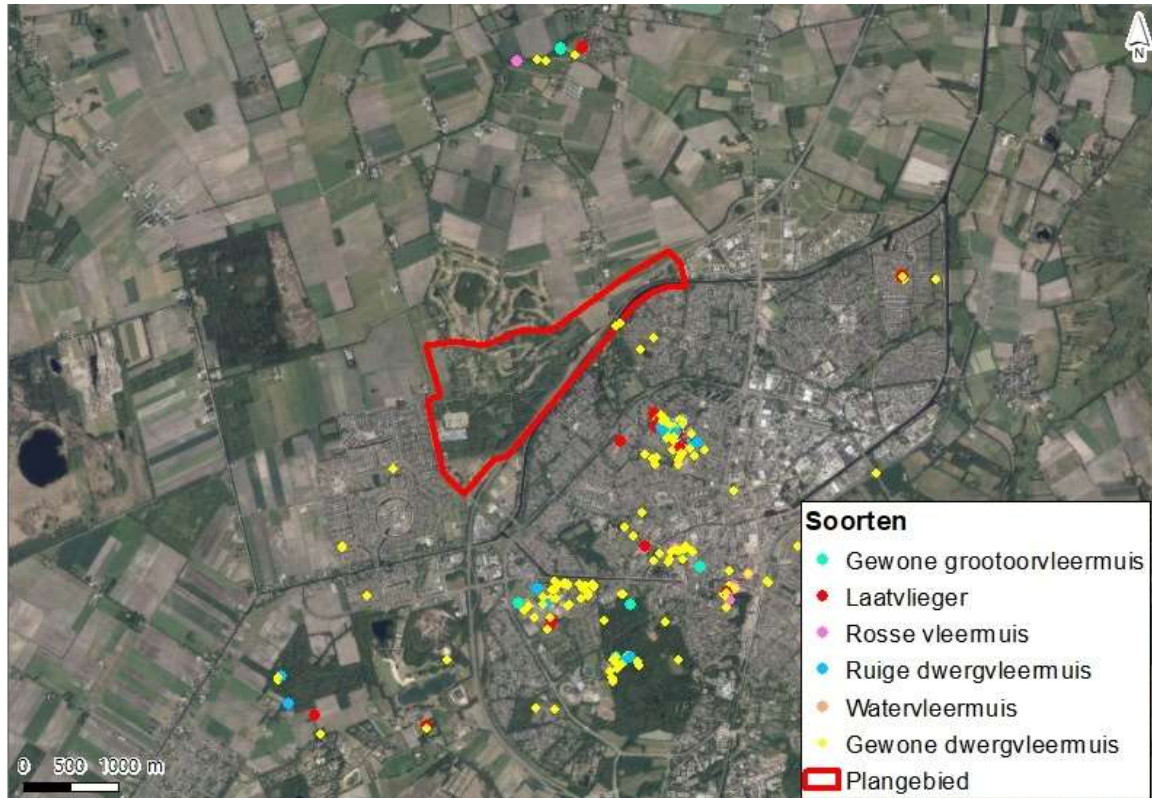 N
Soorten
Gewone grootoorvleermuis
Laatvlieger
Rosse vleermuis
Ruige dwergvleermuis
Watervleermuis
Gewone dwergvleermuis
Plangebied
0 500 1000 m